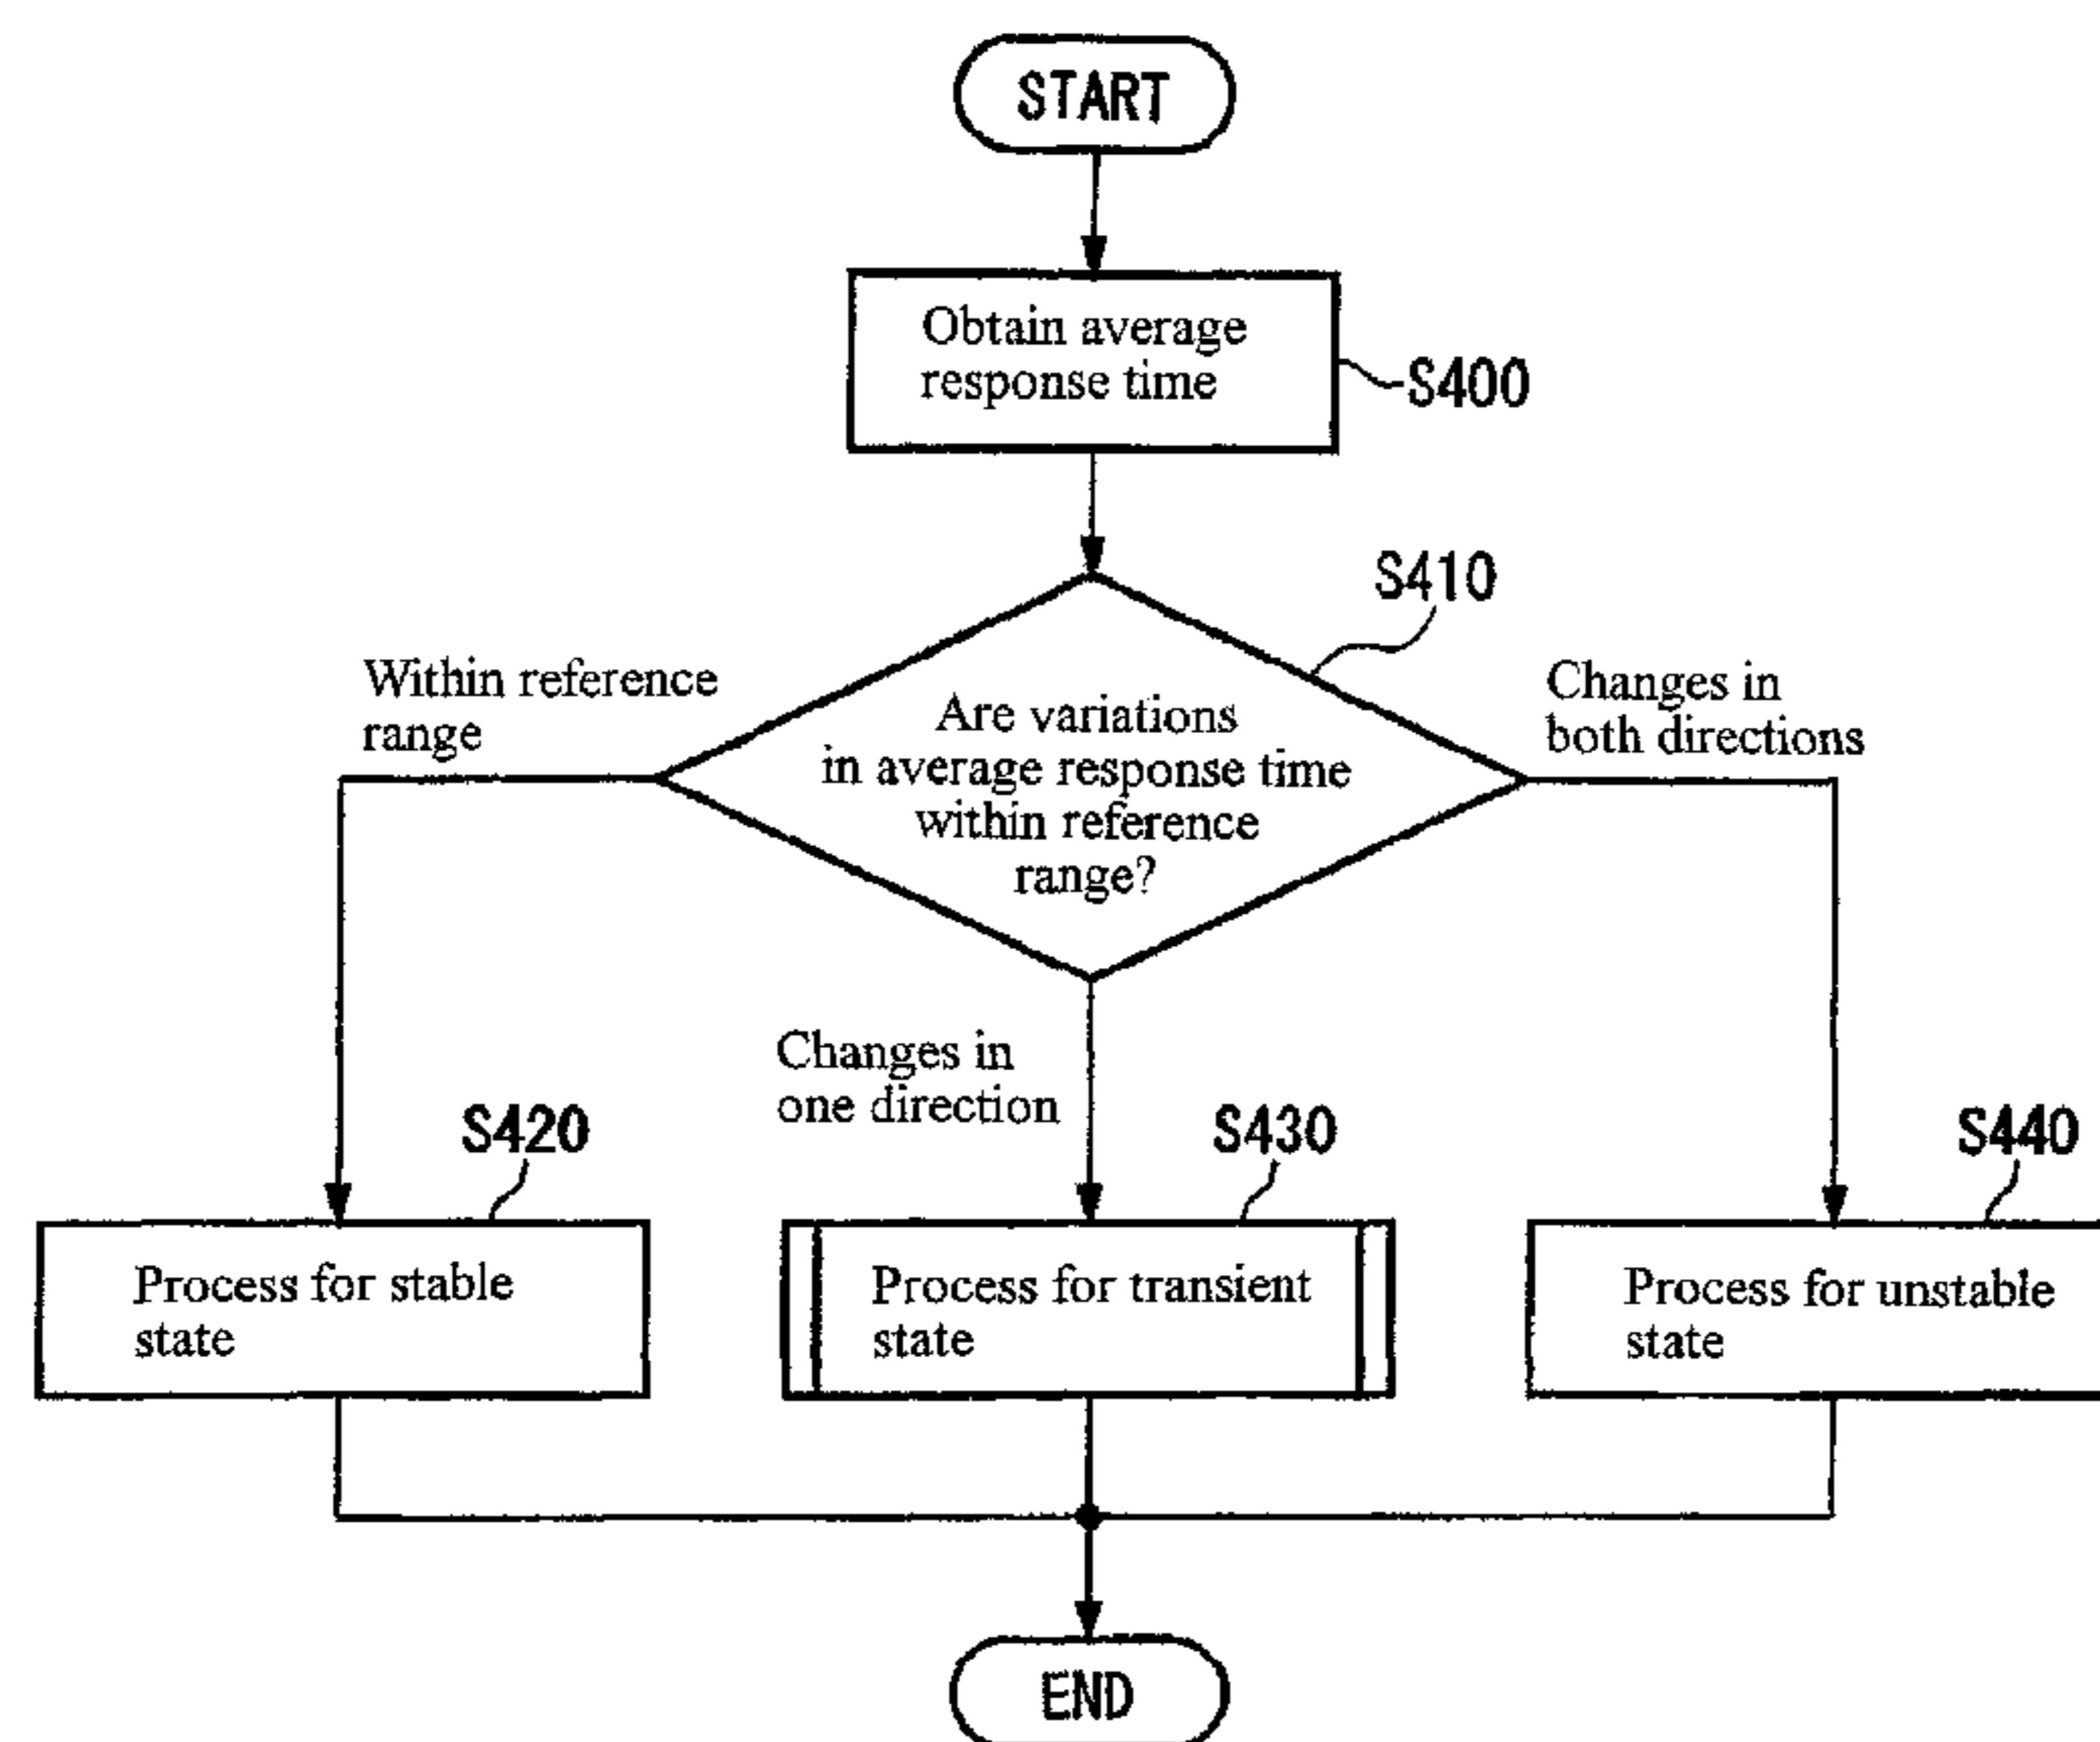 START
Obtain average
response time
S400
S410
Within reference
range
Are variations
in average response time
within reference
range?
Changes in
both directions
Changes in
one direction
S420
S430
S440
Process for stable
state
Process for transient
state
Process for unstable
state
END